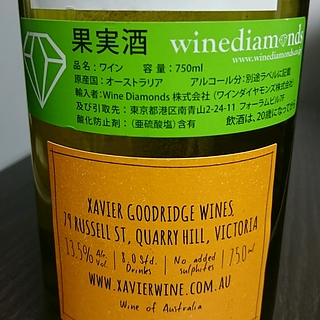 果実酒 winediamonds
www.winediamonds.
品名：ワイン 容量：750ml
原産国：オーストラリア アルコール分：別途ラベルに記載
輸入者：Wine Diamonds 株式会社（ワインダイヤモンズ株式会社）
及び引取先：東京都港区南青山2-24-11 フォーラムビル7F
酸化防止剤：（亜硫酸塩）含有 飲酒は、20歳になってから
XAVIER GOODRIDGE WINES,
79 RUSSELL ST, QUARRY HILL, VICTORIA
13.5% Alc. Vol. 8.0 Std. Drinks No added sulphites 750ml
WWW.XAVIERWINE.COM.AU
Wine of Australia